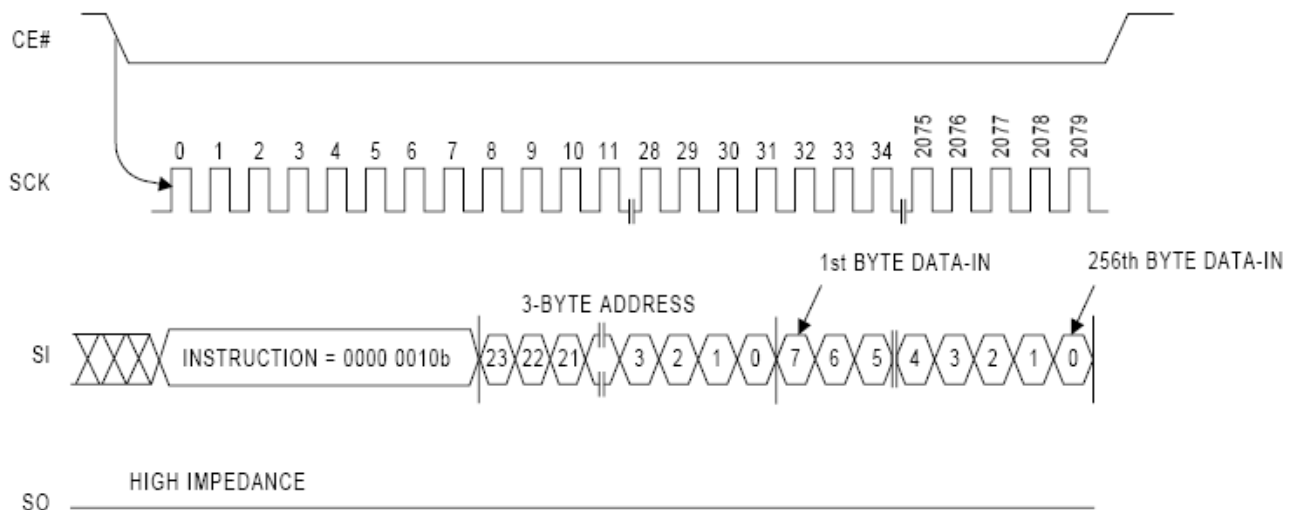 CE#
SCK
0 1 2 3 4 5 6 7 8 9 10 11 28 29 30 31 32 33 34 2075 2076 2077 2078 2079
1st BYTE DATA-IN
256th BYTE DATA-IN
3-BYTE ADDRESS
SI
INSTRUCTION = 0000 0010b
23 22 21 3 2 1 0 7 6 5 4 3 2 1 0
HIGH IMPEDANCE
SO